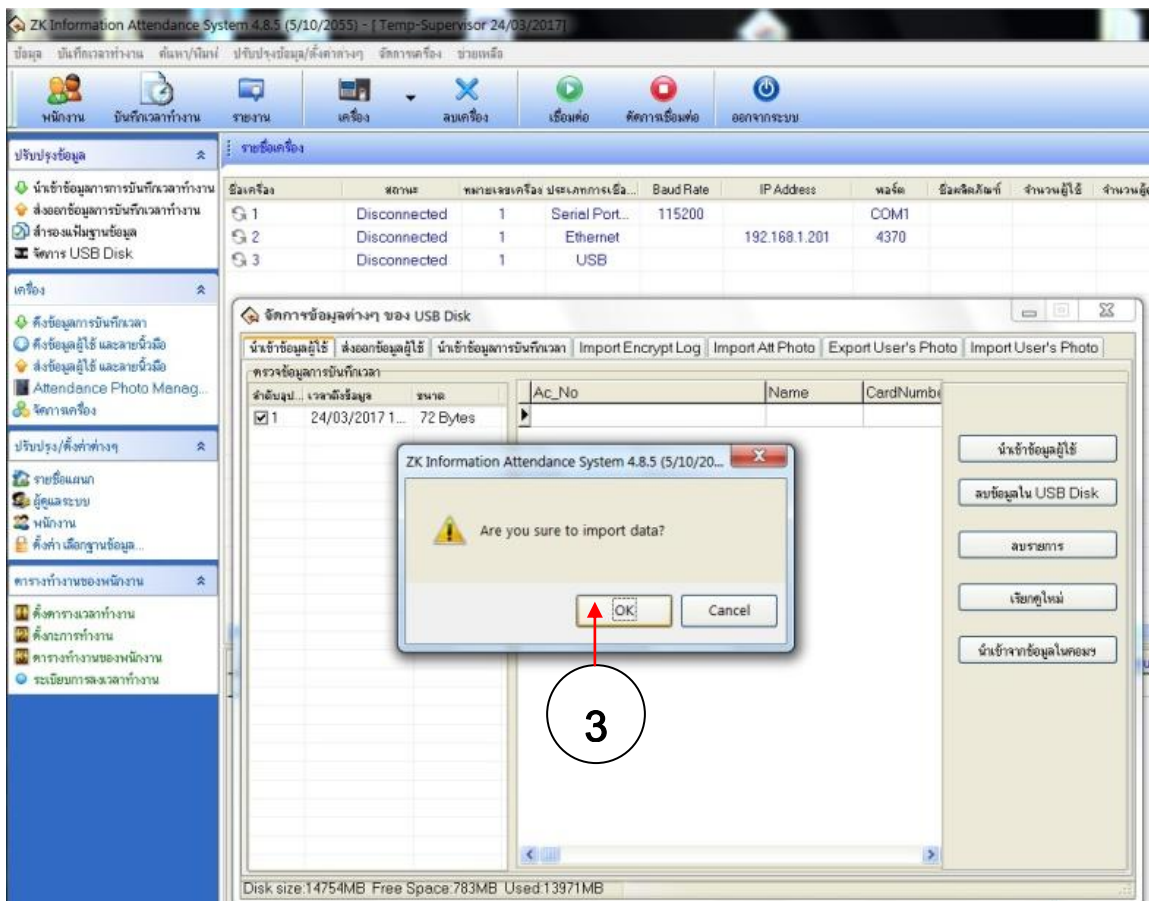 ZK Information Attendance System 4.8.5 (5/10/2055) - [ Temp-Supervisor 24/03/2017]
ข้อมูล บันทึกเวลาทำงาน ค้นหา/พิมพ์ ปรับปรุงข้อมูล/ตั้งค่าต่างๆ จัดการเครื่อง ช่วยเหลือ
พนักงาน บันทึกเวลาทำงาน รายงาน เครื่อง ลบเครื่อง เชื่อมต่อ ตัดการเชื่อมต่อ ออกจากระบบ
ปรับปรุงข้อมูล
นำเข้าข้อมูลการการบันทึกเวลาทำงาน
ส่งออกข้อมูลการบันทึกเวลาทำงาน
สำรองแฟ้มฐานข้อมูล
จัดการ USB Disk
เครื่อง
ดึงข้อมูลการบันทึกเวลา
ดึงข้อมูลผู้ใช้ และลายนิ้วมือ
ส่งข้อมูลผู้ใช้ และลายนิ้วมือ
Attendance Photo Manag...
จัดการเครื่อง
ปรับปรุง/ตั้งค่าต่างๆ
รายชื่อแผนก
ผู้ดูแลระบบ
พนักงาน
ตั้งค่า เลือกฐานข้อมูล...
ตารางทำงานของพนักงาน
ตั้งตารางเวลาทำงาน
ตั้งกะการทำงาน
ตารางทำงานของพนักงาน
ระเบียบการลงเวลาทำงาน
รายชื่อเครื่อง
ชื่อเครื่อง สถานะ หมายเลขเครื่อง ประเภทการเชื่อ... Baud Rate IP Address พอร์ต ชื่อผลิตภัณฑ์ จำนวนผู้ใช้
1 Disconnected 1 Serial Port... 115200 COM1
2 Disconnected 1 Ethernet 192.168.1.201 4370
3 Disconnected 1 USB
จัดการข้อมูลต่างๆ ของ USB Disk
นำเข้าข้อมูลผู้ใช้ ส่งออกข้อมูลผู้ใช้ นำเข้าข้อมูลการบันทึกเวลา Import Encrypt Log Import Att Photo Export User's Photo Import User's Photo
ตรวจข้อมูลการบันทึกเวลา
ลำดับอุป... เวลาดึงข้อมูล ขนาด Ac_No Name CardNumbe
1 24/03/2017 1... 72 Bytes
นำเข้าข้อมูลผู้ใช้
ลบข้อมูลใน USB Disk
ลบรายการ
เรียกดูใหม่
นำเข้าจากข้อมูลในคอมฯ
ZK Information Attendance System 4.8.5 (5/10/20...
Are you sure to import data?
OK Cancel
3
Disk size:14754MB Free Space:783MB Used:13971MB